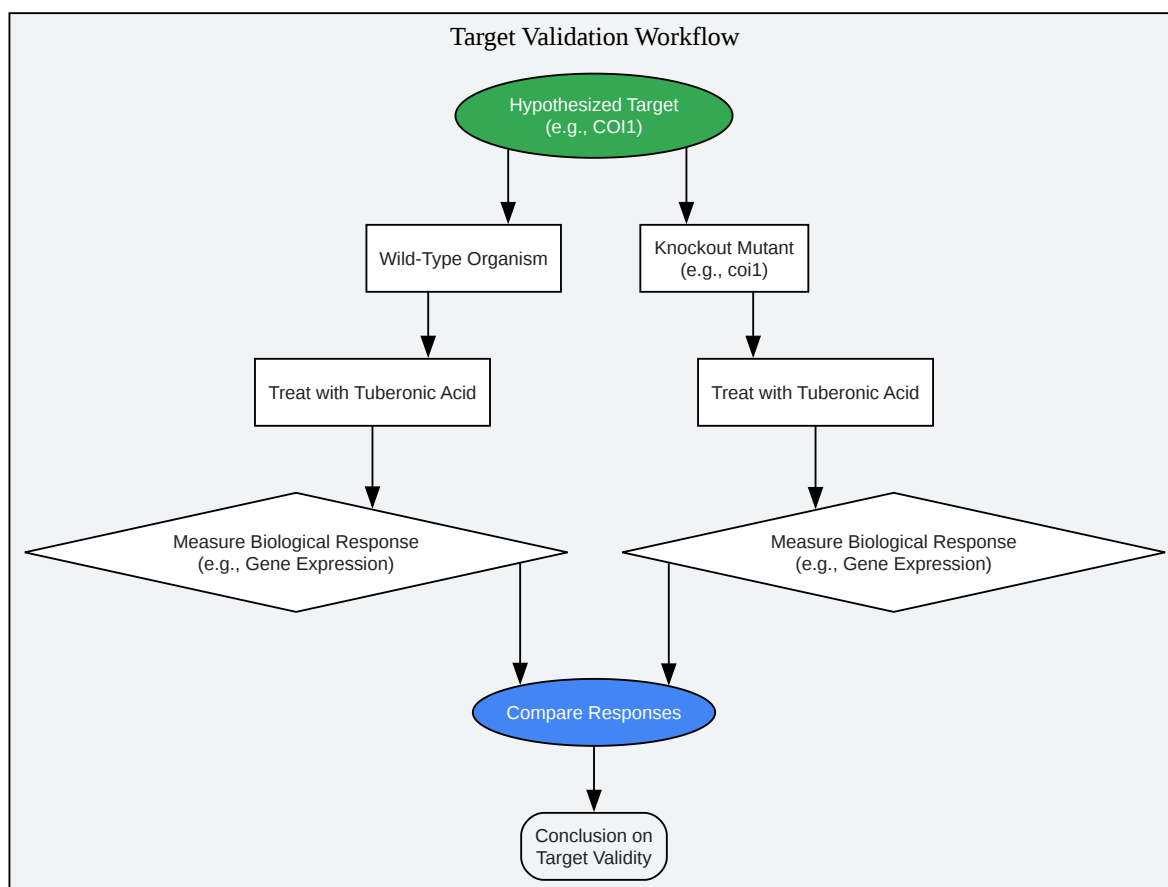 Target Validation Workflow
Hypothesized Target
(e.g., COI1)
Wild-Type Organism
Knockout Mutant
(e.g., coi1)
Treat with Tuberonic Acid
Treat with Tuberonic Acid
Measure Biological Response
(e.g., Gene Expression)
Measure Biological Response
(e.g., Gene Expression)
Compare Responses
Conclusion on
Target Validity